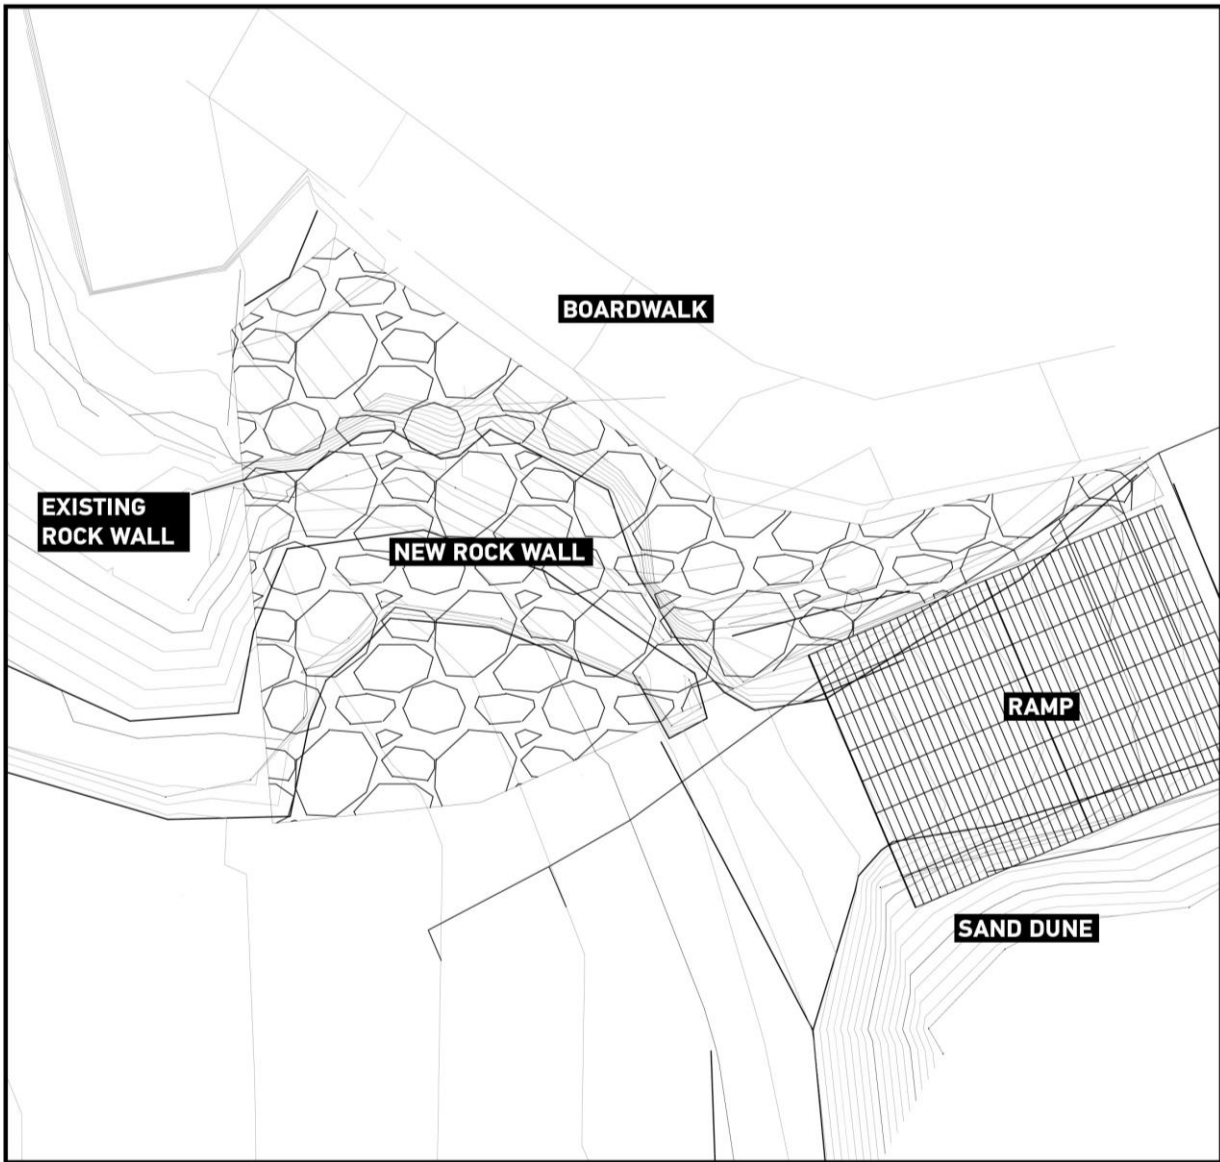 BOARDWALK
EXISTING
ROCK WALL
NEW ROCK WALL
RAMP
SAND DUNE